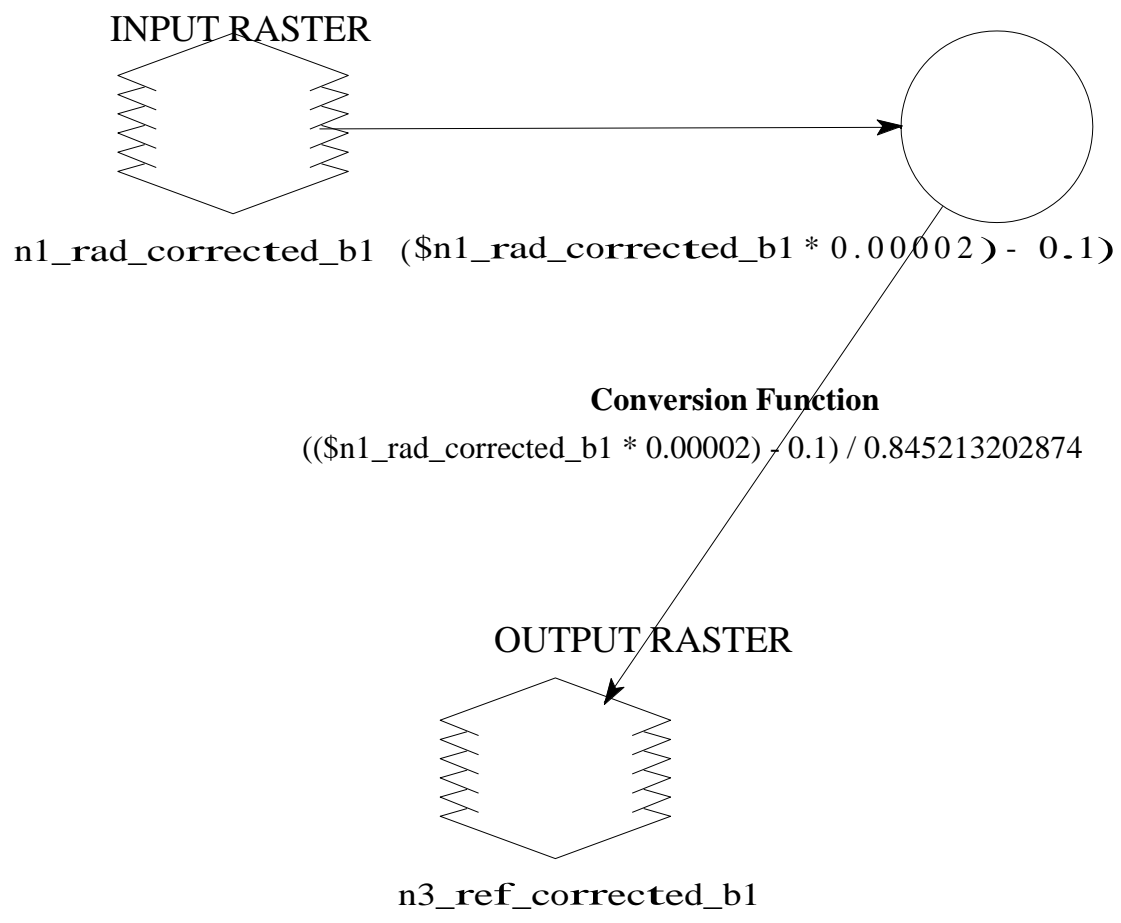 INPUT RASTER
n1_rad_corrected_b1 ($n1_rad_corrected_b1 * 0.00002) - 0.1)
Conversion Function
(($n1_rad_corrected_b1 * 0.00002) - 0.1) / 0.845213202874
OUTPUT RASTER
n3_ref_corrected_b1